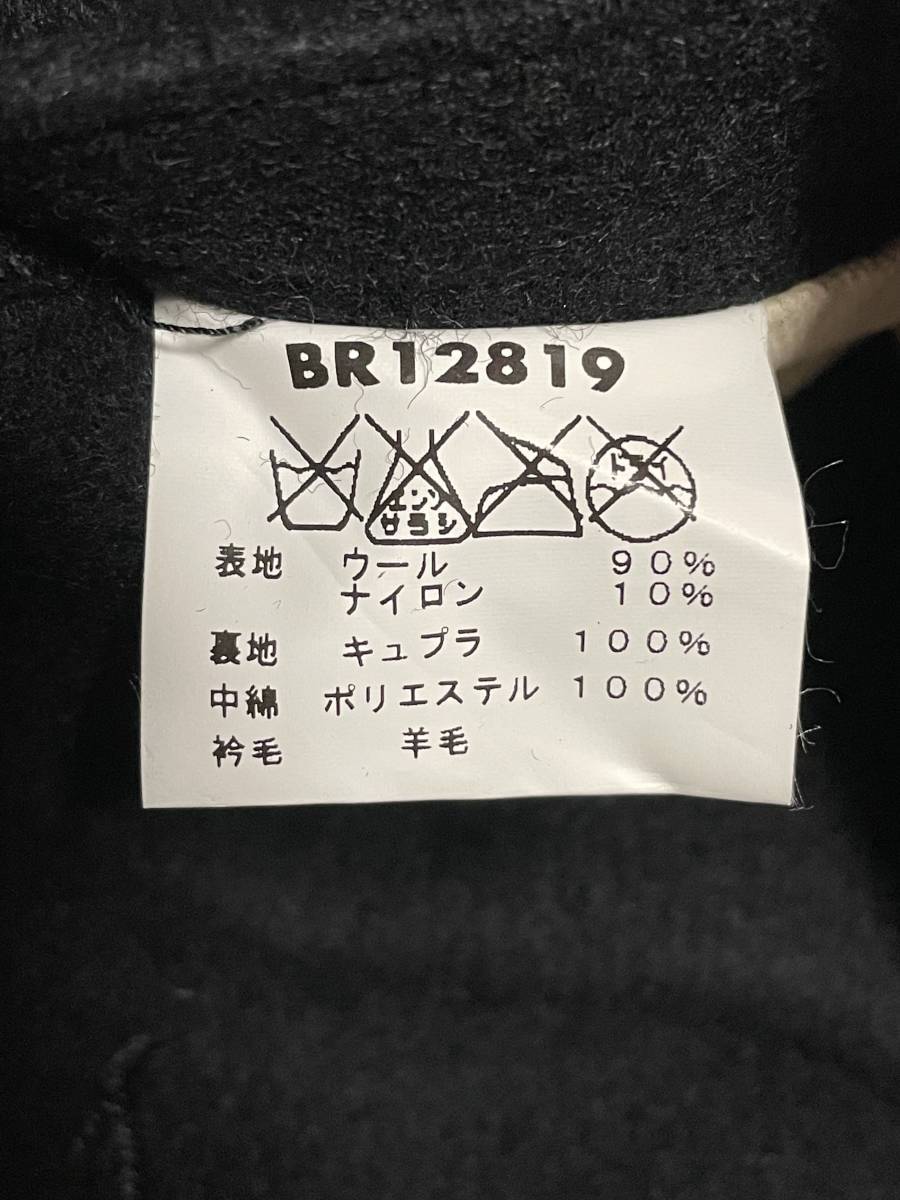 BR12819
エンソ
サラシ
ドライ
表地 ウール 90%
ナイロン 10%
裏地 キュプラ 100%
中綿 ポリエステル 100%
衿毛 羊毛